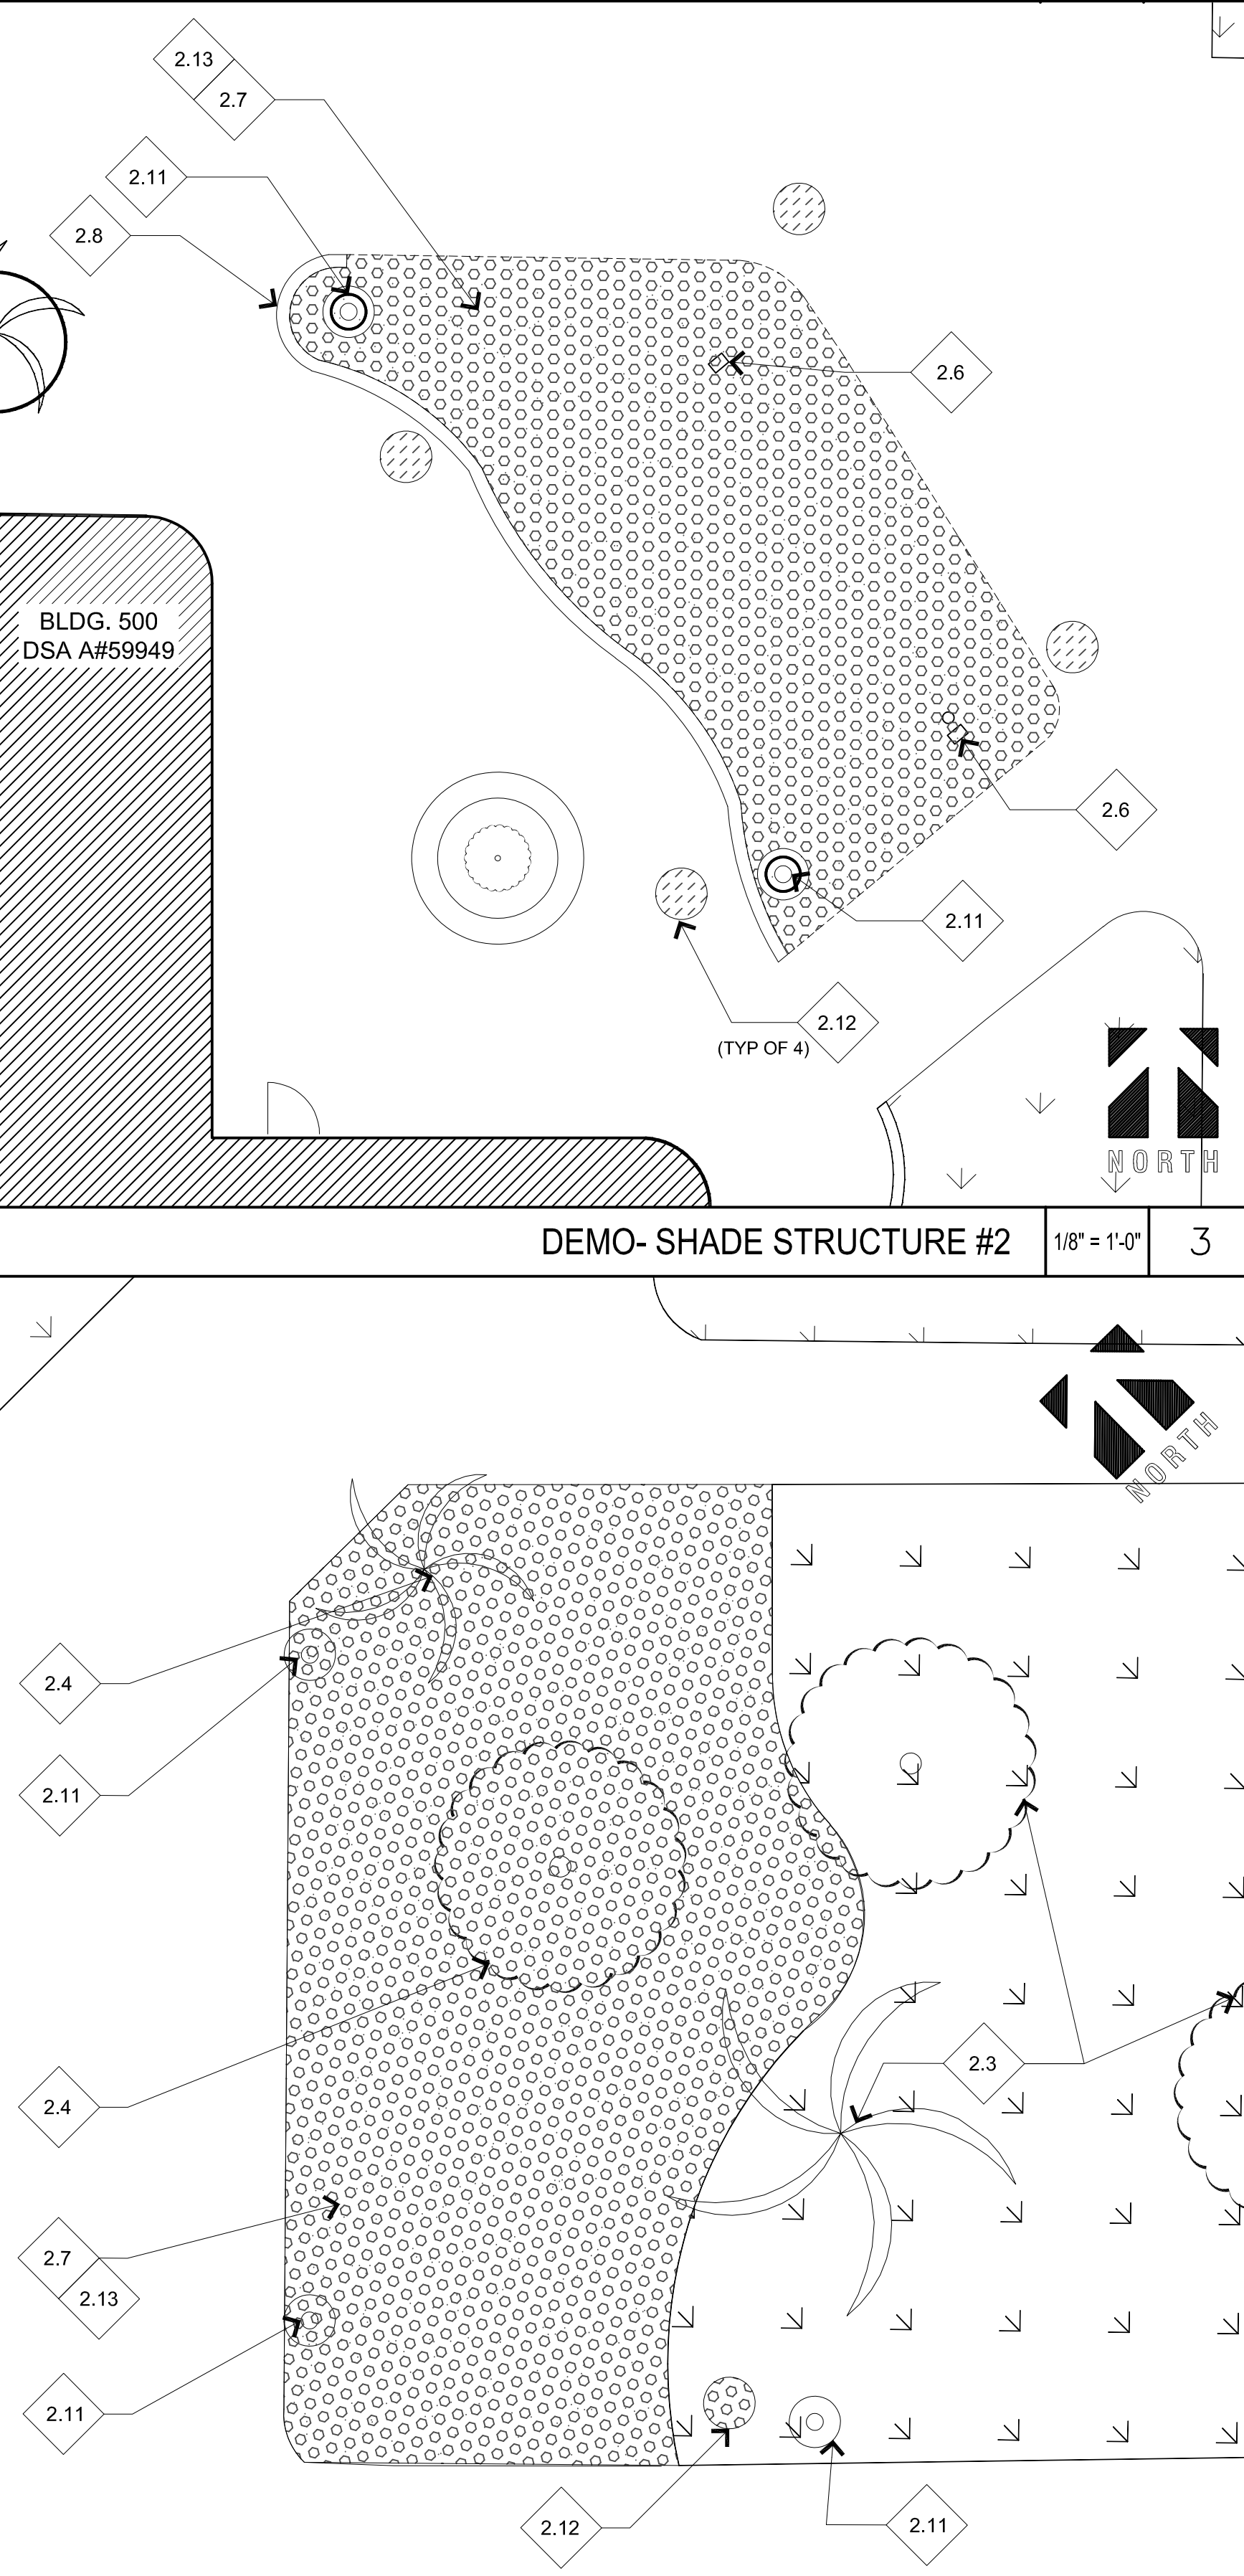 2.13
2.7
2.11
2.8
2.6
BLDG. 500
DSA A#59949
2.6
2.11
2.12
(TYP OF 4)
NORTH
DEMO- SHADE STRUCTURE #2
1/8" = 1'-0"
3
NORTH
2.4
2.11
2.3
2.4
2.7
2.13
2.11
2.12
2.11